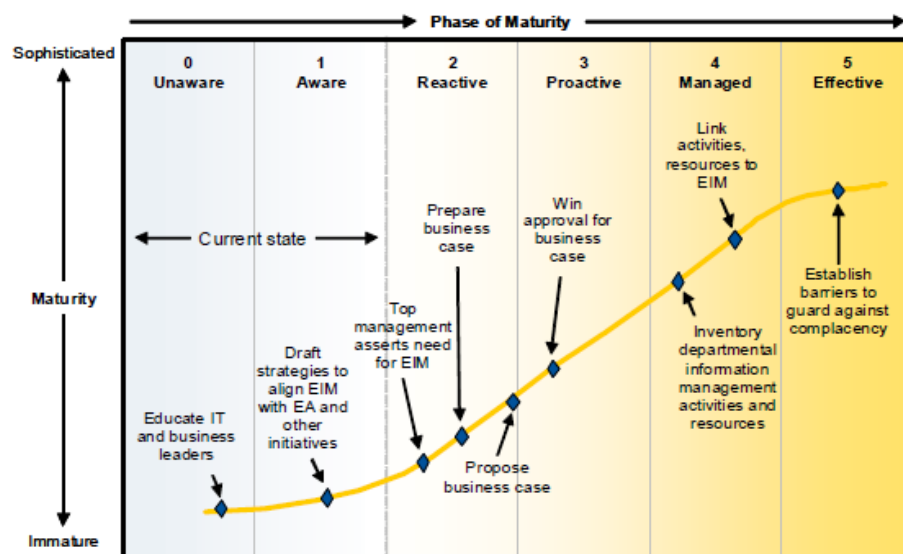 Phase of Maturity
Sophisticated
0
Unaware
1
Aware
2
Reactive
3
Proactive
4
Managed
5
Effective
Link
activities,
resources to
EIM
Prepare
business
case
Win
approval for
business
case
Current state
Maturity
Establish
barriers to
guard against
complacency
Top
management
asserts need
for EIM
Inventory
departmental
information
management
activities and
resources
Draft
strategies to
align EIM
with EA and
other
initiatives
Educate IT
and business
leaders
Propose
business case
Immature